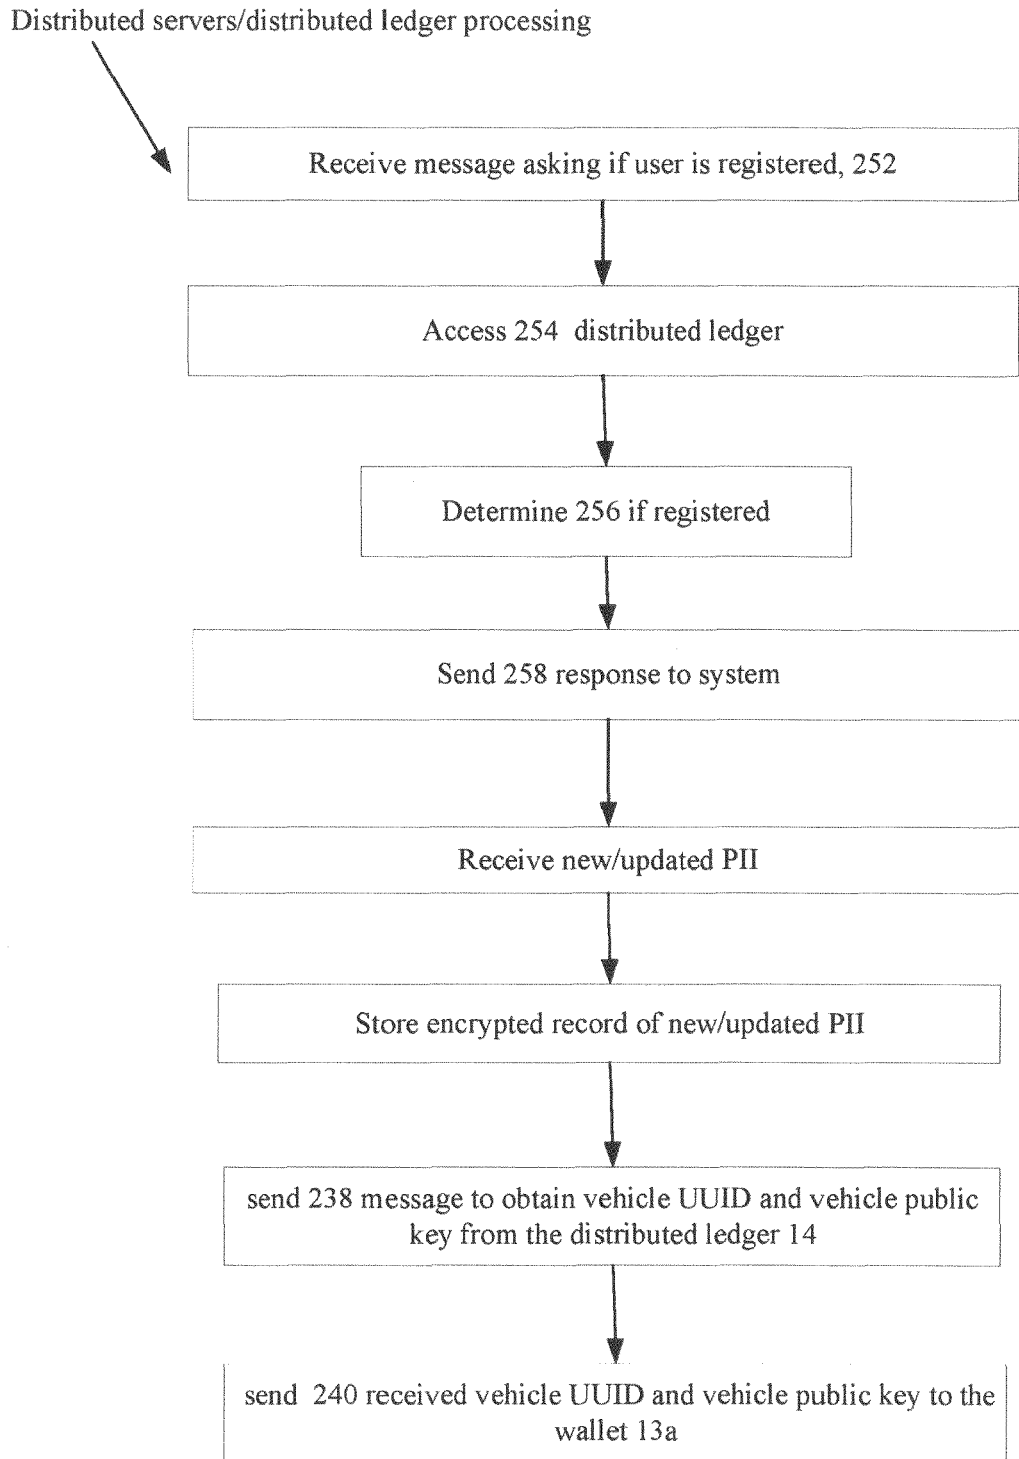 Distributed servers/distributed ledger processing
Receive message asking if user is registered, 252
Access 254 distributed ledger
Determine 256 if registered
Send 258 response to system
Receive new/updated PII
Store encrypted record of new/updated PII
send 238 message to obtain vehicle UUID and vehicle public
key from the distributed ledger 14
send 240 received vehicle UUID and vehicle public key to the
wallet 13a